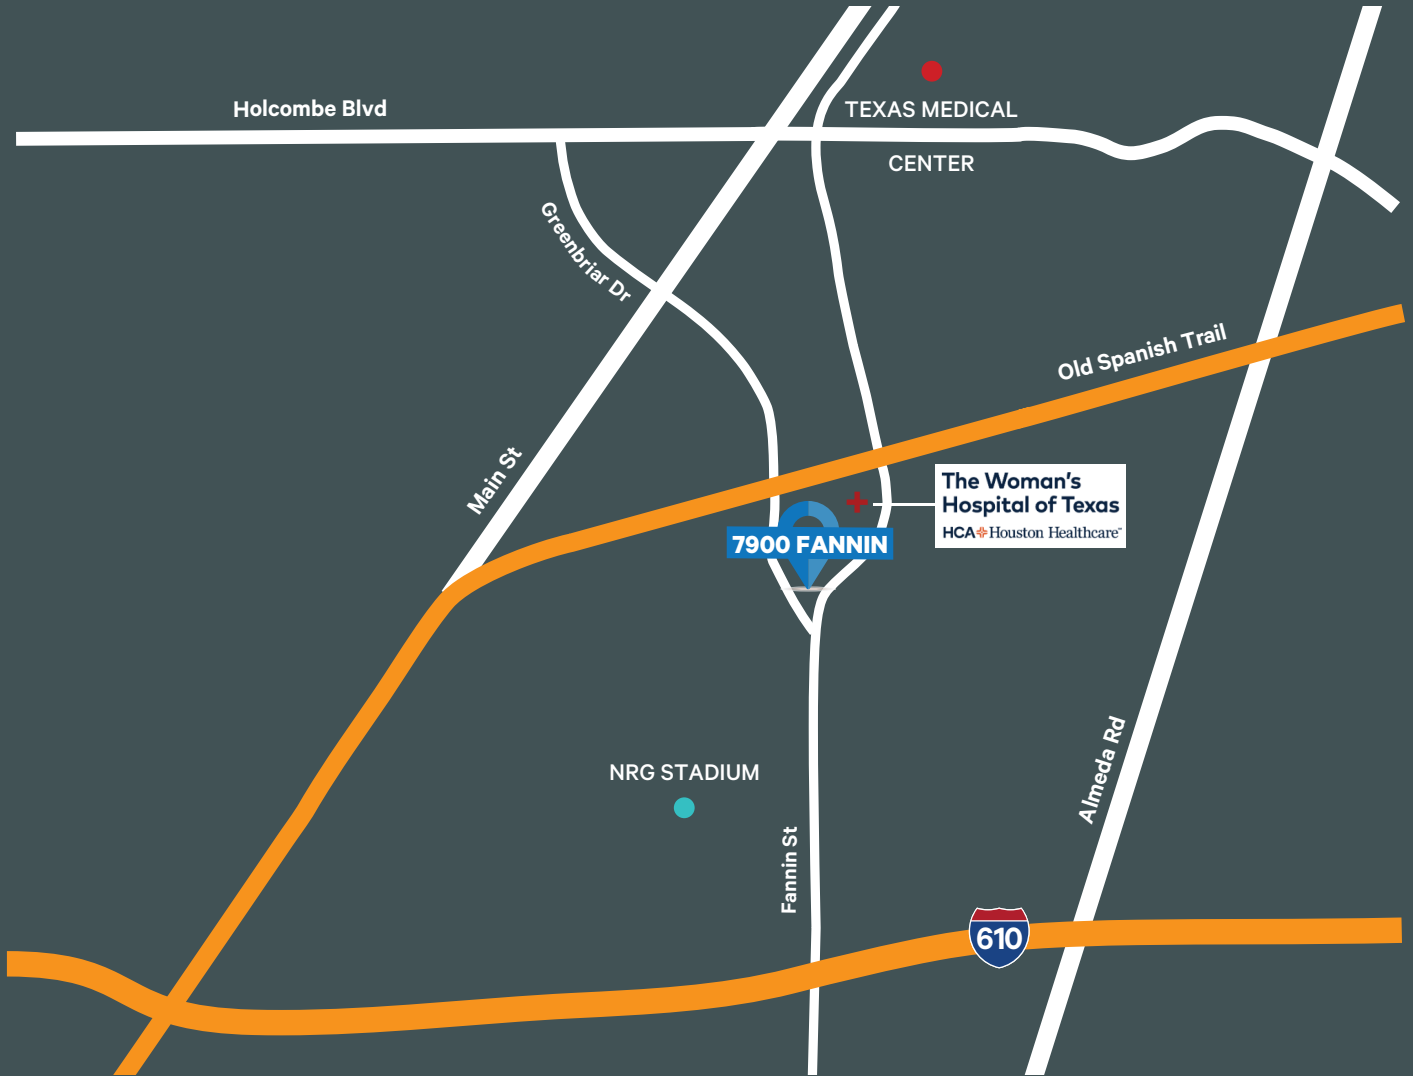 Holcombe Blvd
TEXAS MEDICAL
CENTER
Greenbriar Dr
Old Spanish Trail
Main St
The Woman's
Hospital of Texas
HCA Houston Healthcare™
7900 FANNIN
NRG STADIUM
Almeda Rd
Fannin St
610